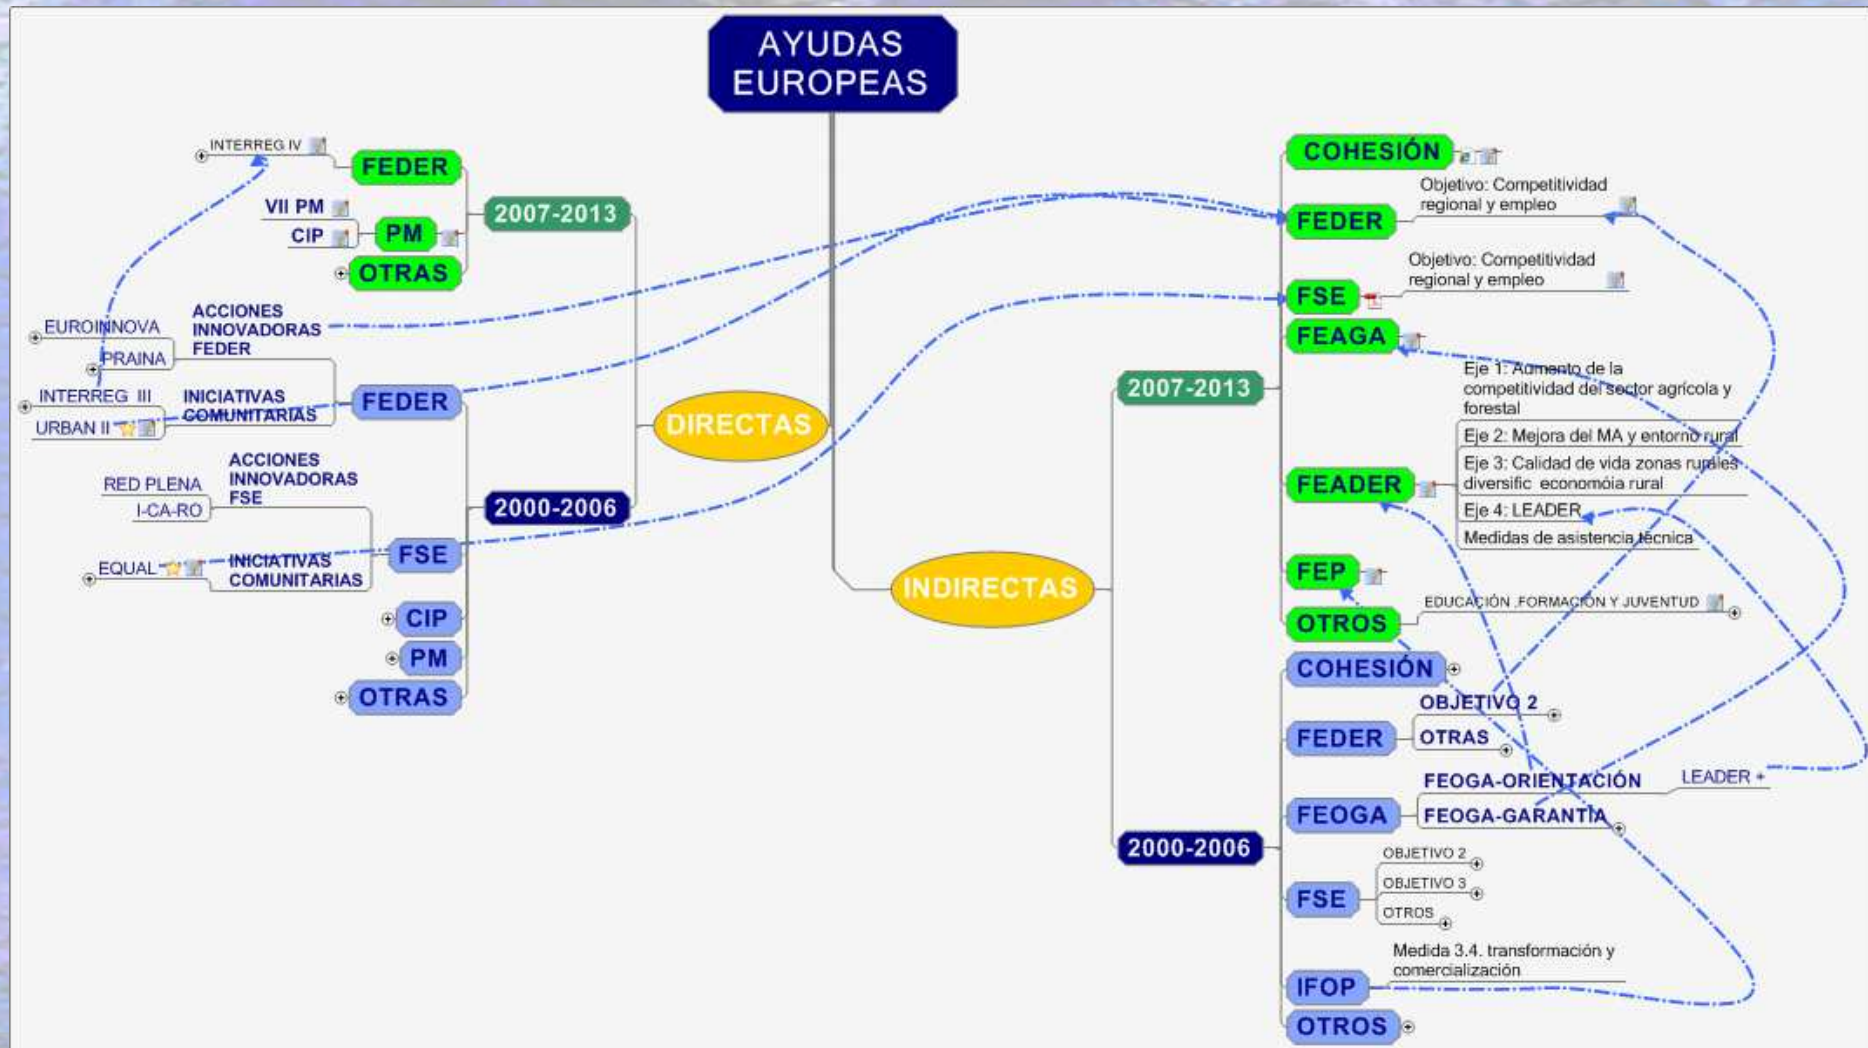 AYUDAS
EUROPEAS
INTERREG IV
FEDER
VII PM
CIP
PM
OTRAS
2007-2013
ACCIONES
INNOVADORAS
FEDER
EUROINNOVA
PRAINA
INTERREG III
URBAN II
INICIATIVAS
COMUNITARIAS
FEDER
ACCIONES
INNOVADORAS
FSE
RED PLENA
I-CA-RO
EQUAL
INICIATIVAS
COMUNITARIAS
FSE
CIP
PM
OTRAS
2000-2006
DIRECTAS
INDIRECTAS
2007-2013
COHESIÓN
FEDER
Objetivo: Competitividad
regional y empleo
FSE
Objetivo: Competitividad
regional y empleo
FEAGA
FEADER
Eje 1: Aumento de la
competitividad del sector agrícola y
forestal
Eje 2: Mejora del MA y entorno rural
Eje 3: Calidad de vida zonas rurales
diversific economóia rural
Eje 4: LEADER
Medidas de asistencia técnica
FEP
OTROS
EDUCACIÓN ,FORMACIÓN Y JUVENTUD
2000-2006
COHESIÓN
FEDER
OBJETIVO 2
OTRAS
FEOGA
FEOGA-ORIENTACIÓN
LEADER +
FEOGA-GARANTÍA
FSE
OBJETIVO 2
OBJETIVO 3
OTROS
IFOP
Medida 3.4. transformación y
comercialización
OTROS